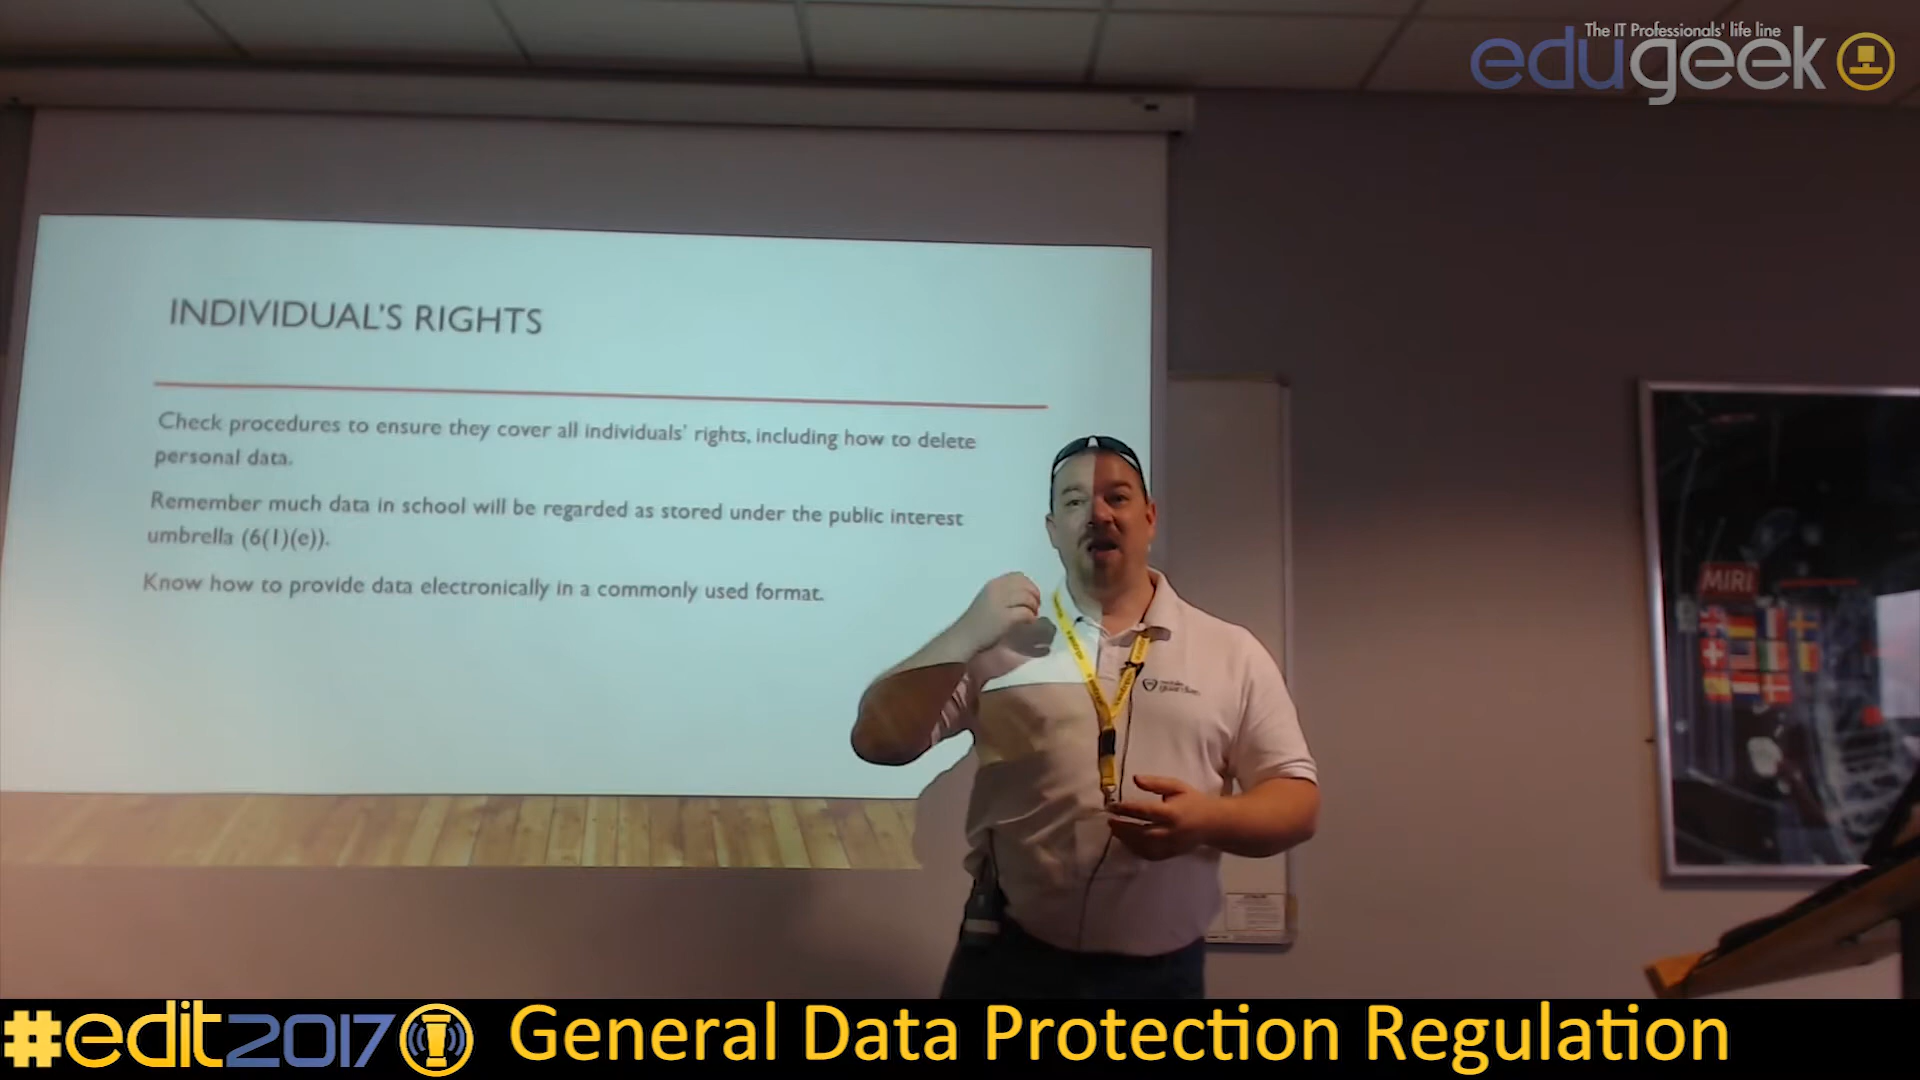 The IT Professionals' life line
edugeek
INDIVIDUAL'S RIGHTS
Check procedures to ensure they cover all individuals' rights, including how to delete
personal data.
Remember much data in school will be regarded as stored under the public interest
umbrella (6(1)(e)).
Know how to provide data electronically in a commonly used format.
MIRI
mobile
guardian
#edit2017 General Data Protection Regulation